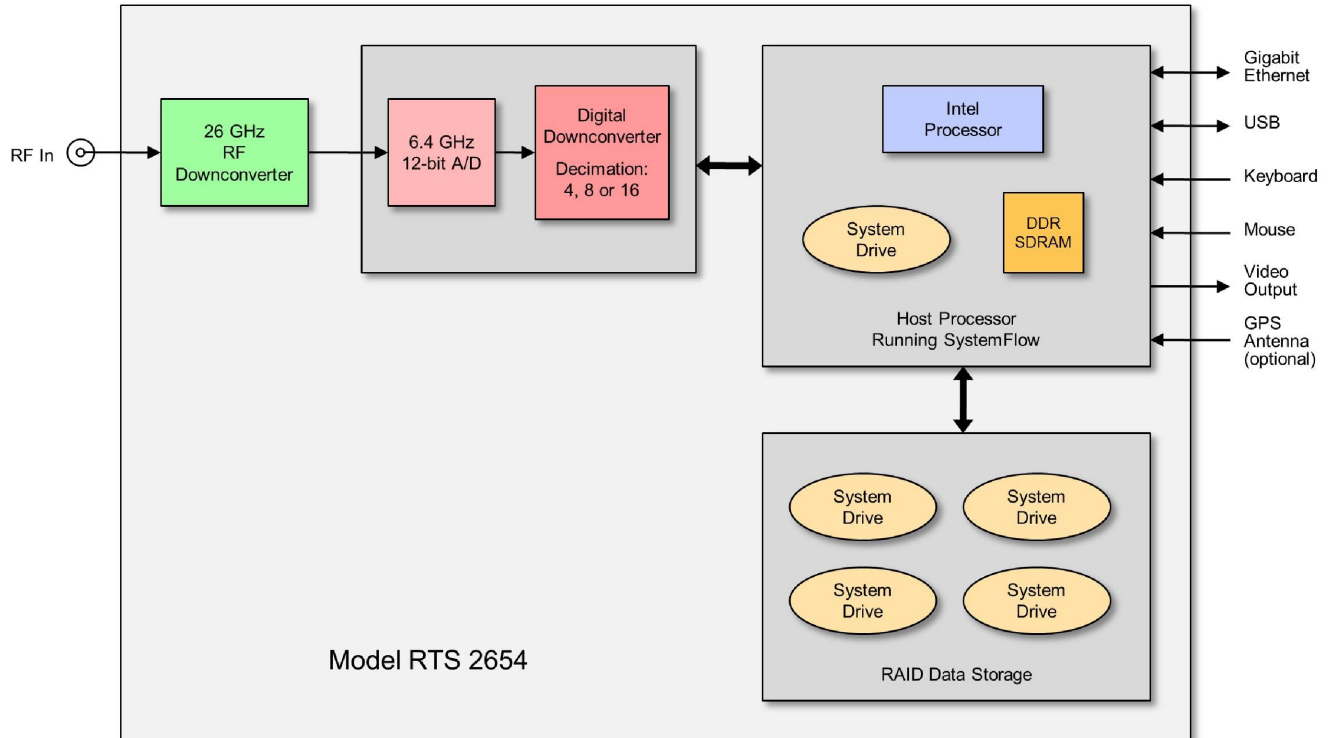 RF In
26 GHz
RF
Downconverter
6.4 GHz
12-bit A/D
Digital
Downconverter
Decimation:
4, 8 or 16
Intel
Processor
System
Drive
DDR
SDRAM
Host Processor
Running SystemFlow
Gigabit
Ethernet
USB
Keyboard
Mouse
Video
Output
GPS
Antenna
(optional)
System
Drive
System
Drive
System
Drive
System
Drive
RAID Data Storage
Model RTS 2654